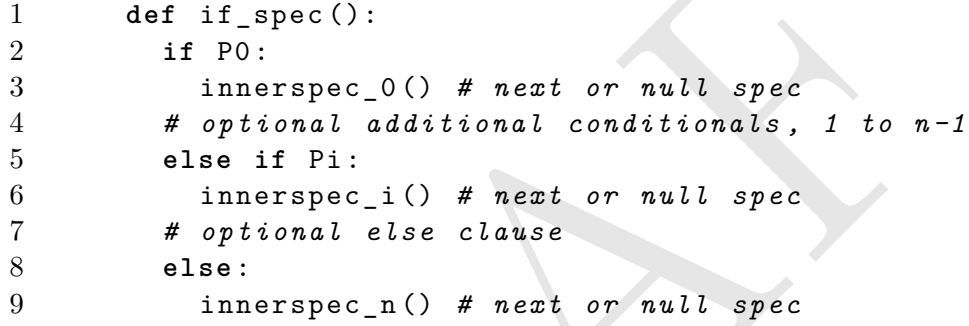 1 def if_spec():
2 if P0:
3 innerspec_0() # next or null spec
4 # optional additional conditionals, 1 to n-1
5 else if Pi:
6 innerspec_i() # next or null spec
7 # optional else clause
8 else:
9 innerspec_n() # next or null spec